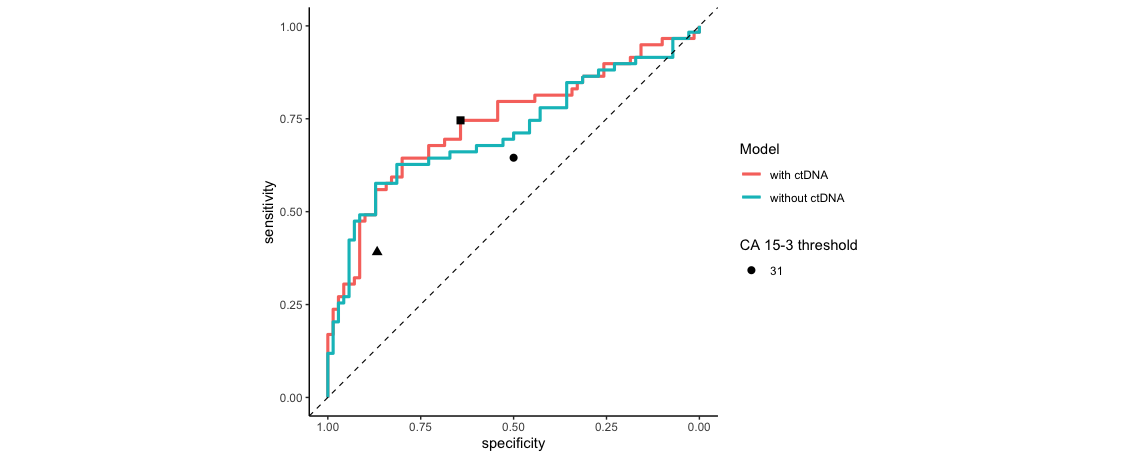 1.00
0.75
0.50
0.25
0.00
sensitivity
1.00 0.75 0.50 0.25 0.00
specificity
Model
with ctDNA
without ctDNA
CA 15-3 threshold
31